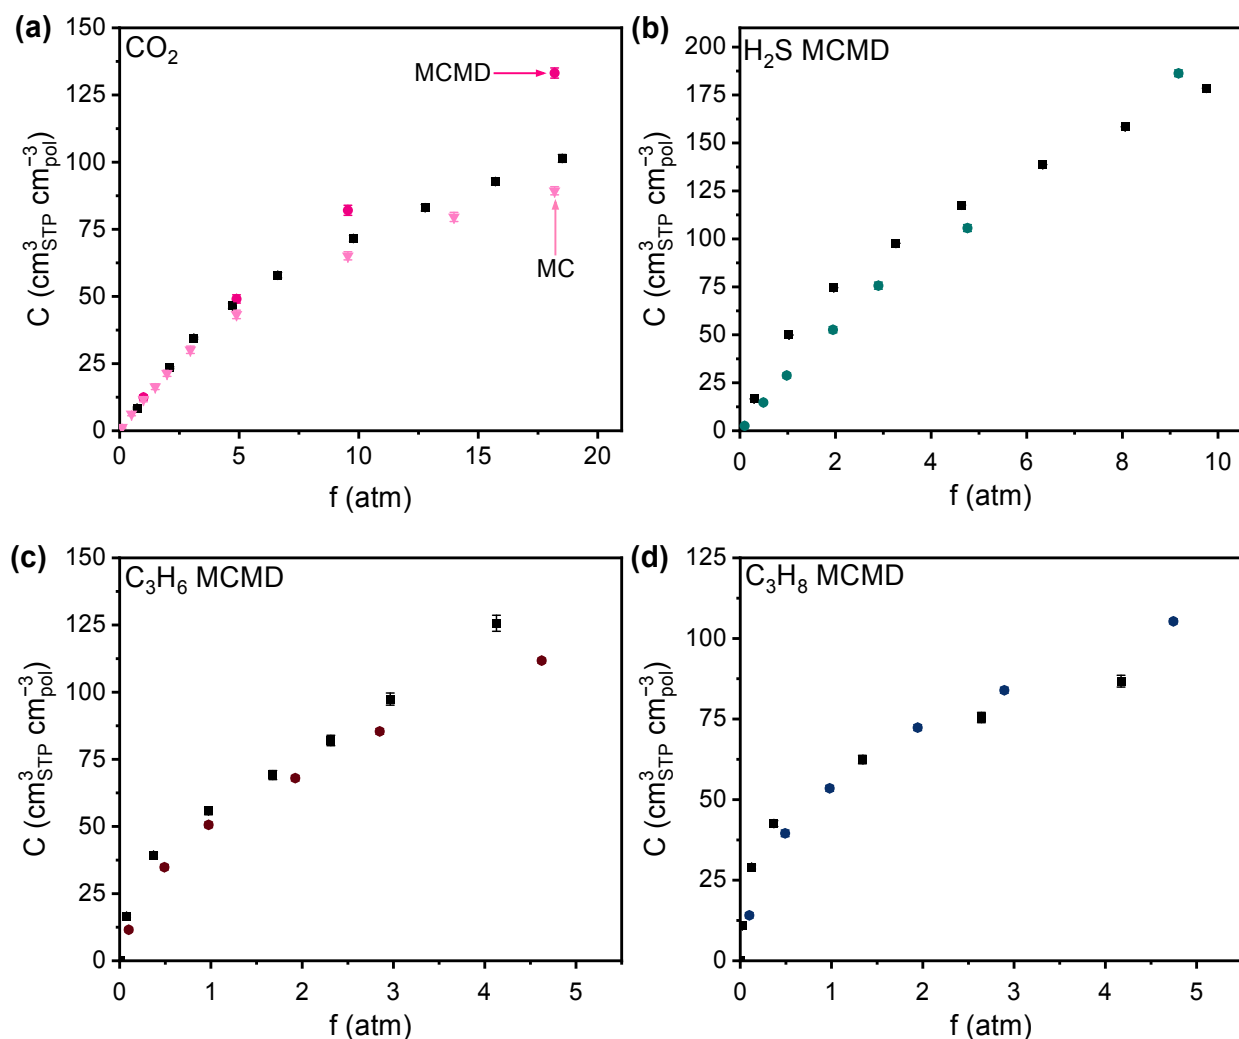 (a)
CO₂
MCMD
MC
150
125
100
75
50
25
0
0 5 10 15 20
C (cm³STP cm⁻³pol)
f (atm)
(b)
H₂S MCMD
200
175
150
125
100
75
50
25
0
0 2 4 6 8 10
C (cm³STP cm⁻³pol)
f (atm)
(c)
C₃H₆ MCMD
150
125
100
75
50
25
0
0 1 2 3 4 5
C (cm³STP cm⁻³pol)
f (atm)
(d)
C₃H₈ MCMD
125
100
75
50
25
0
0 1 2 3 4 5
C (cm³STP cm⁻³pol)
f (atm)